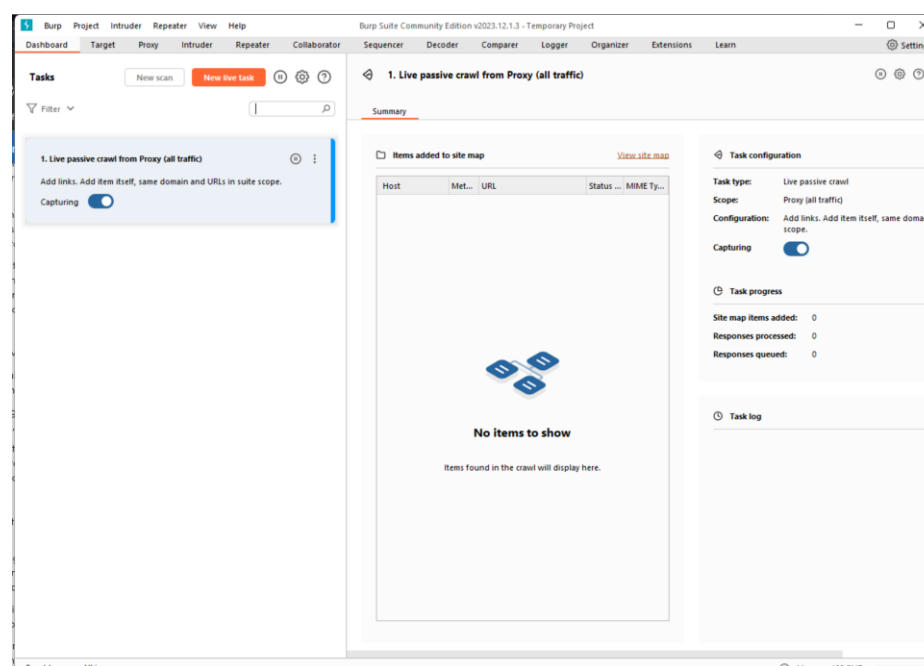 Burp Project Intruder Repeater View Help Burp Suite Community Edition v2023.12.1.3 - Temporary Project
Dashboard Target Proxy Intruder Repeater Collaborator Sequencer Decoder Comparer Logger Organizer Extensions Learn Settin
Tasks New scan New live task
Filter
1. Live passive crawl from Proxy (all traffic)
Add links. Add item itself, same domain and URLs in suite scope.
Capturing
1. Live passive crawl from Proxy (all traffic)
Summary
Items added to site map View site map
Host Met... URL Status ... MIME Ty...
No items to show
Items found in the crawl will display here.
Task configuration
Task type: Live passive crawl
Scope: Proxy (all traffic)
Configuration: Add links. Add item itself, same doma
scope.
Capturing
Task progress
Site map items added: 0
Responses processed: 0
Responses queued: 0
Task log